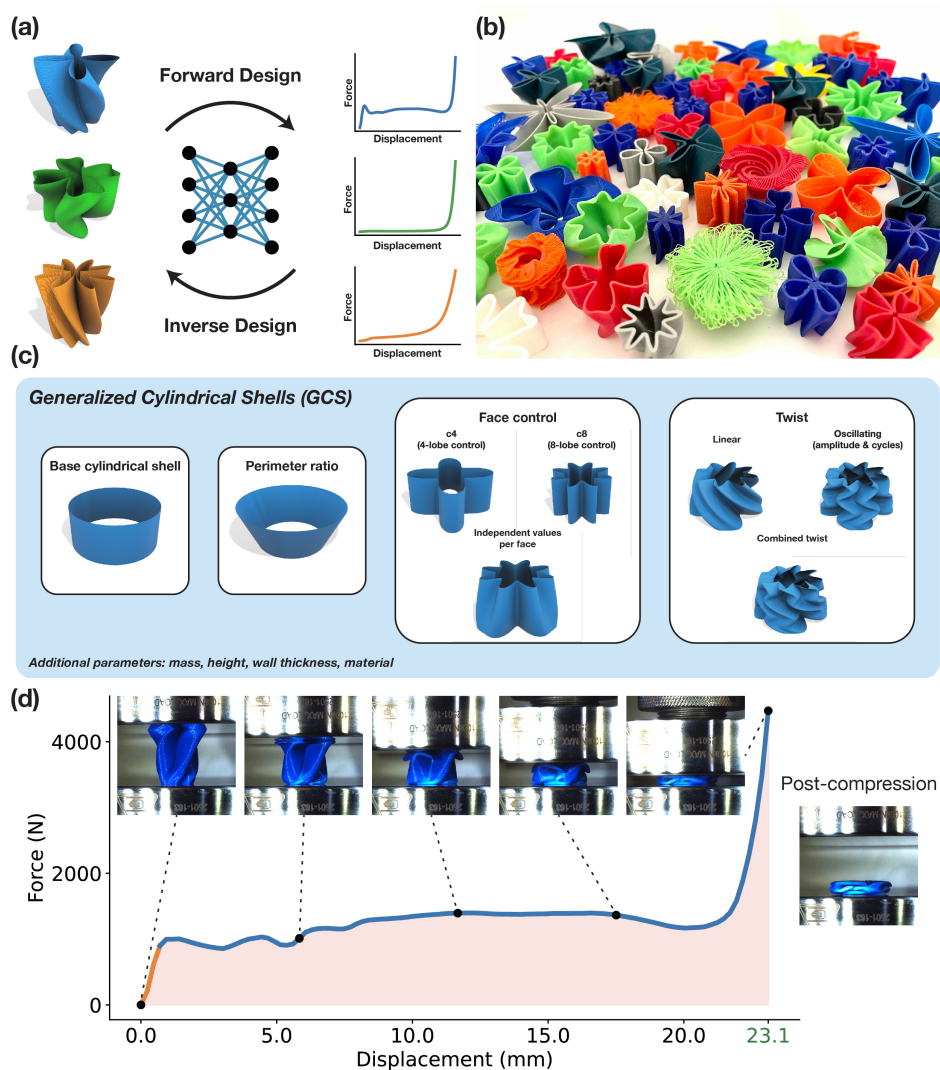 (a)
Forward Design
Inverse Design
Force
Displacement
Force
Displacement
Force
Displacement
(b)
(c)
Generalized Cylindrical Shells (GCS)
Base cylindrical shell
Perimeter ratio
Face control
c4
(4-lobe control)
c8
(8-lobe control)
Independent values
per face
Twist
Linear
Oscillating
(amplitude & cycles)
Combined twist
Additional parameters: mass, height, wall thickness, material
(d)
Post-compression
Force (N)
4000
2000
0
0.0
5.0
10.0
15.0
20.0
23.1
Displacement (mm)